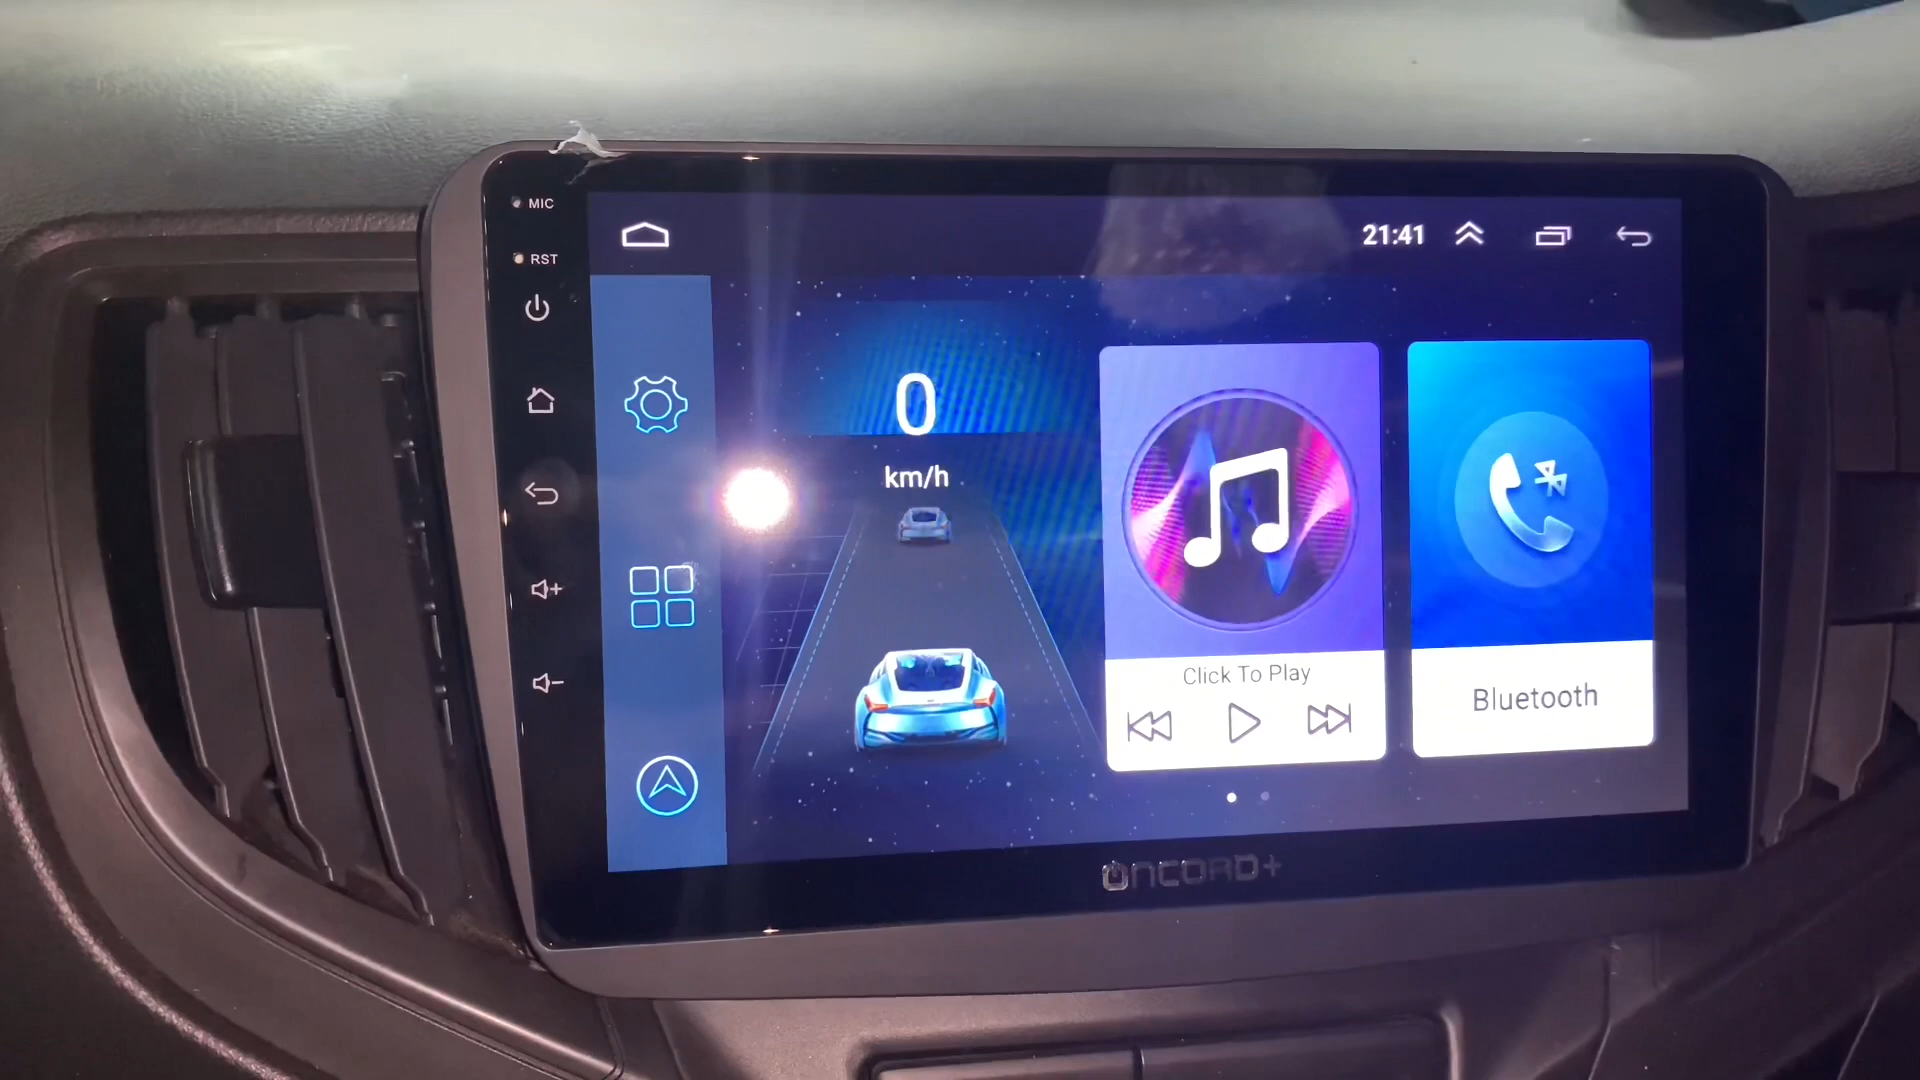 MIC
RST
21:41
0
km/h
Click To Play
Bluetooth
ONCORD+